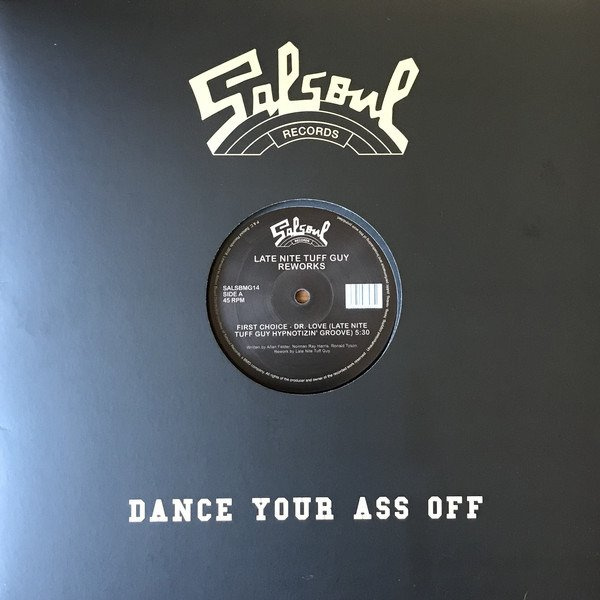 Salsoul
RECORDS
Salsoul
RECORDS
LATE NITE TUFF GUY
REWORKS
SALSBMG14
SIDE A
45 RPM
FIRST CHOICE - DR. LOVE (LATE NITE
TUFF GUY HYPNOTIZIN' GROOVE) 5:30
Written by Allan Felder, Norman Ray Harris, Ronald Tyson.
Rework by Late Nite Tuff Guy
DANCE YOUR ASS OFF